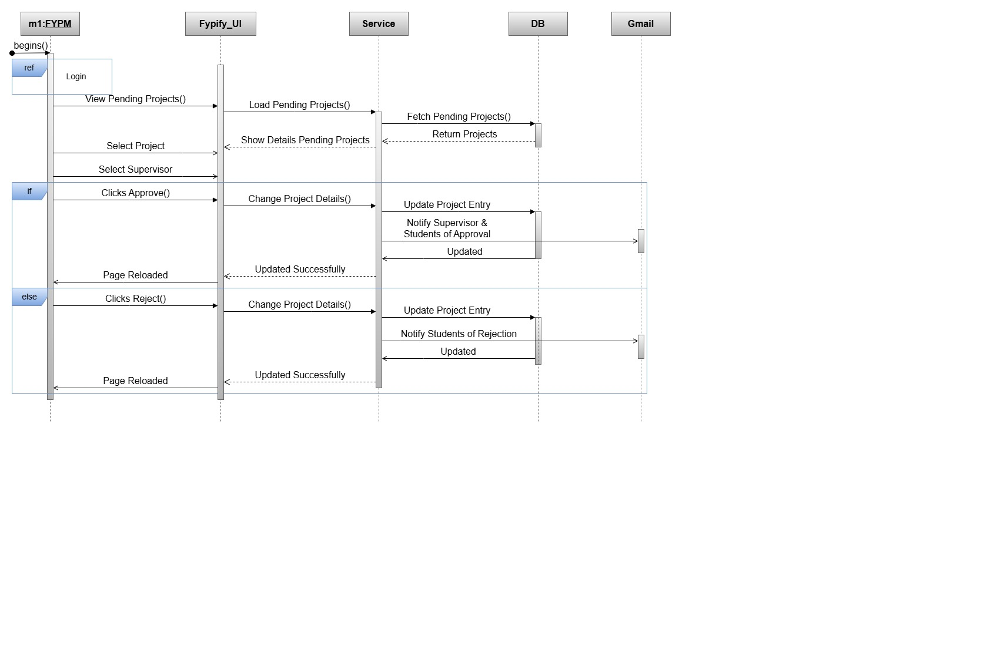 m1:FYPM
Fypify_UI
Service
DB
Gmail
begins()
ref
Login
View Pending Projects()
Load Pending Projects()
Fetch Pending Projects()
Return Projects
Show Details Pending Projects
Select Project
Select Supervisor
if
Clicks Approve()
Change Project Details()
Update Project Entry
Notify Supervisor &
Students of Approval
Updated
Updated Successfully
Page Reloaded
else
Clicks Reject()
Change Project Details()
Update Project Entry
Notify Students of Rejection
Updated
Updated Successfully
Page Reloaded